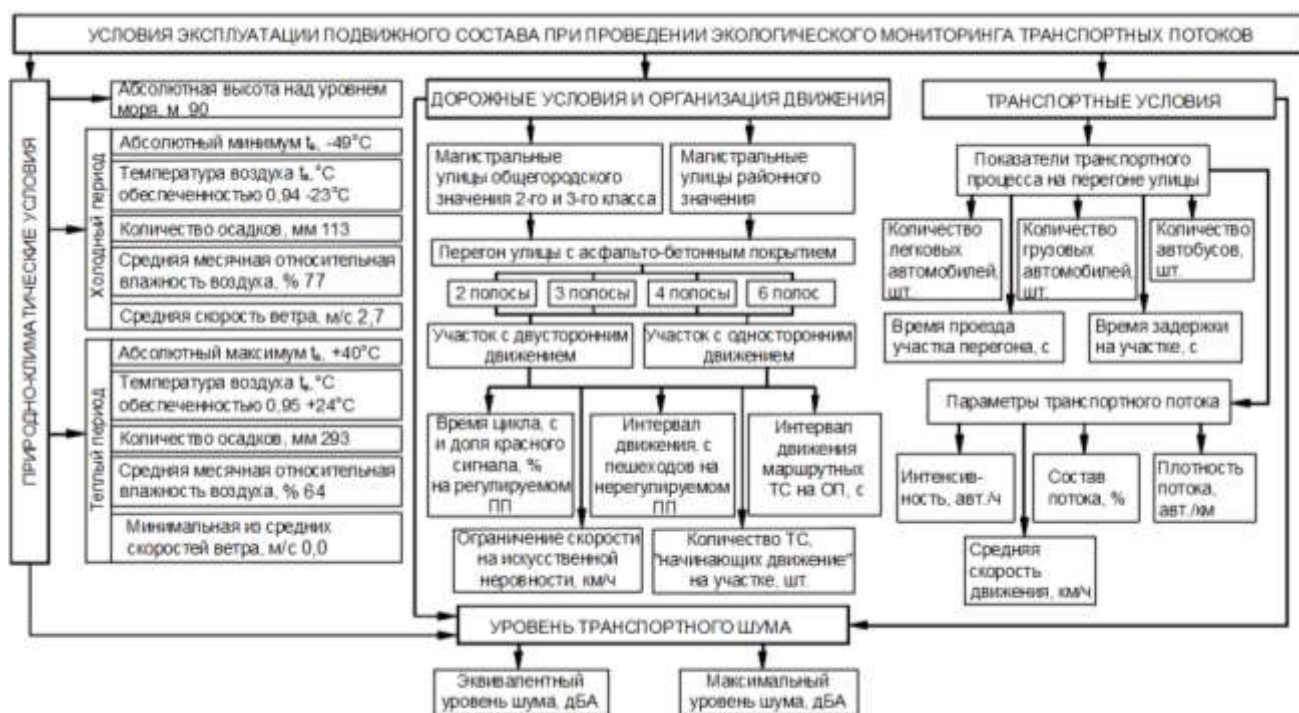 УСЛОВИЯ ЭКСПЛУАТАЦИИ ПОДВИЖНОГО СОСТАВА ПРИ ПРОВЕДЕНИИ ЭКОЛОГИЧЕСКОГО МОНИТОРИНГА ТРАНСПОРТНЫХ ПОТОКОВ
ПРИРОДНО-КЛИМАТИЧЕСКИЕ УСЛОВИЯ
Абсолютная высота над уровнем
моря, м 90
Холодный период
Абсолютный минимум tв, -49°С
Температура воздуха tв,°С
обеспеченностью 0,94 -23°С
Количество осадков, мм 113
Средняя месячная относительная
влажность воздуха, % 77
Средняя скорость ветра, м/с 2,7
Теплый период
Абсолютный максимум tв, +40°С
Температура воздуха tв,°С
обеспеченностью 0,95 +24°С
Количество осадков, мм 293
Средняя месячная относительная
влажность воздуха, % 64
Минимальная из средних
скоростей ветра, м/с 0,0
ДОРОЖНЫЕ УСЛОВИЯ И ОРГАНИЗАЦИЯ ДВИЖЕНИЯ
Магистральные
улицы общегородского
значения 2-го и 3-го класса
Магистральные
улицы районного
значения
Перегон улицы с асфальто-бетонным покрытием
2 полосы
3 полосы
4 полосы
6 полос
Участок с двусторонним
движением
Участок с односторонним
движением
Время цикла, с
и доля красного
сигнала, %
на регулируемом
ПП
Интервал
движения, с
пешеходов на
нерегулируемом
ПП
Интервал
движения
маршрутных
ТС на ОП, с
Ограничение скорости
на искусственной
неровности, км/ч
Количество ТС,
"начинающих движение"
на участке, шт.
ТРАНСПОРТНЫЕ УСЛОВИЯ
Показатели транспортного
процесса на перегоне улицы
Количество
легковых
автомобилей,
шт.
Количество
грузовых
автомобилей,
шт.
Количество
автобусов,
шт.
Время проезда
участка перегона, с
Время задержки
на участке, с
Параметры транспортного потока
Интенсив-
ность, авт./ч
Состав
потока, %
Плотность
потока,
авт./км
Средняя
скорость
движения, км/ч
УРОВЕНЬ ТРАНСПОРТНОГО ШУМА
Эквивалентный
уровень шума, дБА
Максимальный
уровень шума, дБА